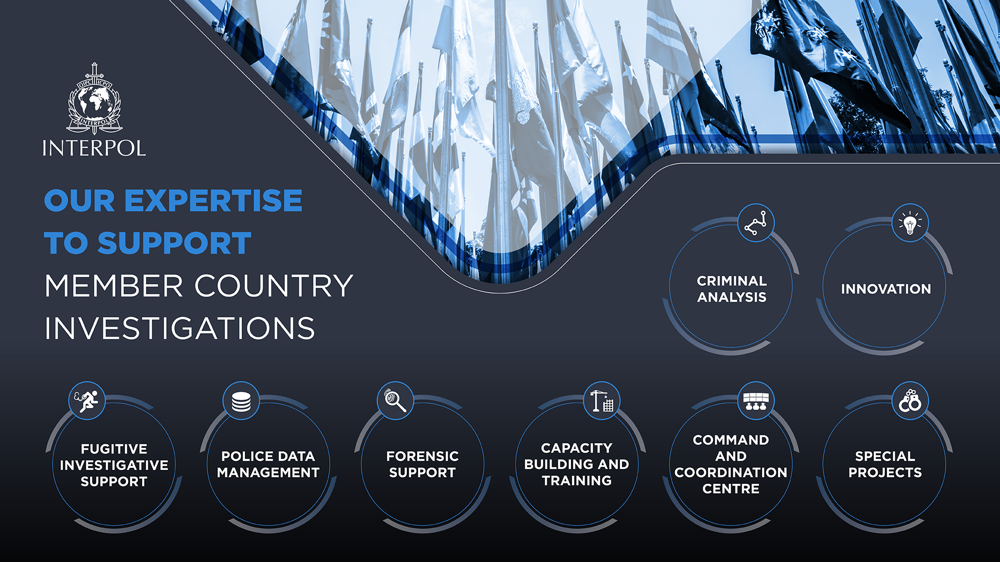 OIPC ICPO
INTERPOL
INTERPOL
OUR EXPERTISE
TO SUPPORT
MEMBER COUNTRY
INVESTIGATIONS
CRIMINAL
ANALYSIS
INNOVATION
FUGITIVE
INVESTIGATIVE
SUPPORT
POLICE DATA
MANAGEMENT
FORENSIC
SUPPORT
CAPACITY
BUILDING AND
TRAINING
COMMAND
AND
COORDINATION
CENTRE
SPECIAL
PROJECTS